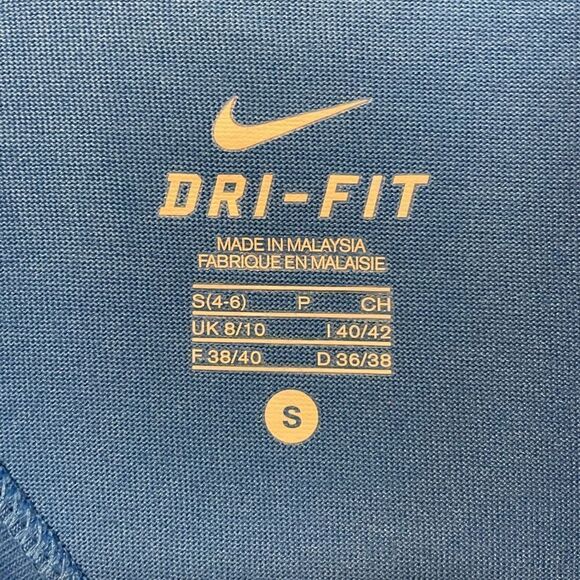 DRI-FIT
MADE IN MALAYSIA
FABRIQUE EN MALAISIE
S(4-6) P CH
UK 8/10 I 40/42
F 38/40 D 36/38
S